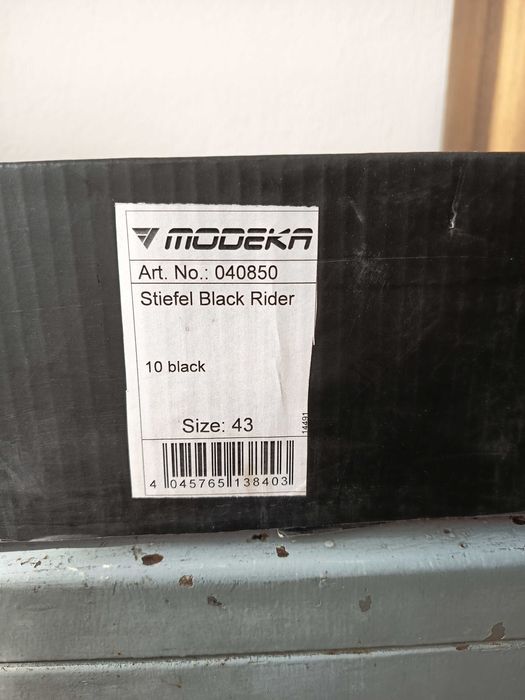 MODEKA
Art. No.: 040850
Stiefel Black Rider
10 black
Size: 43
14491
4 045765 138403